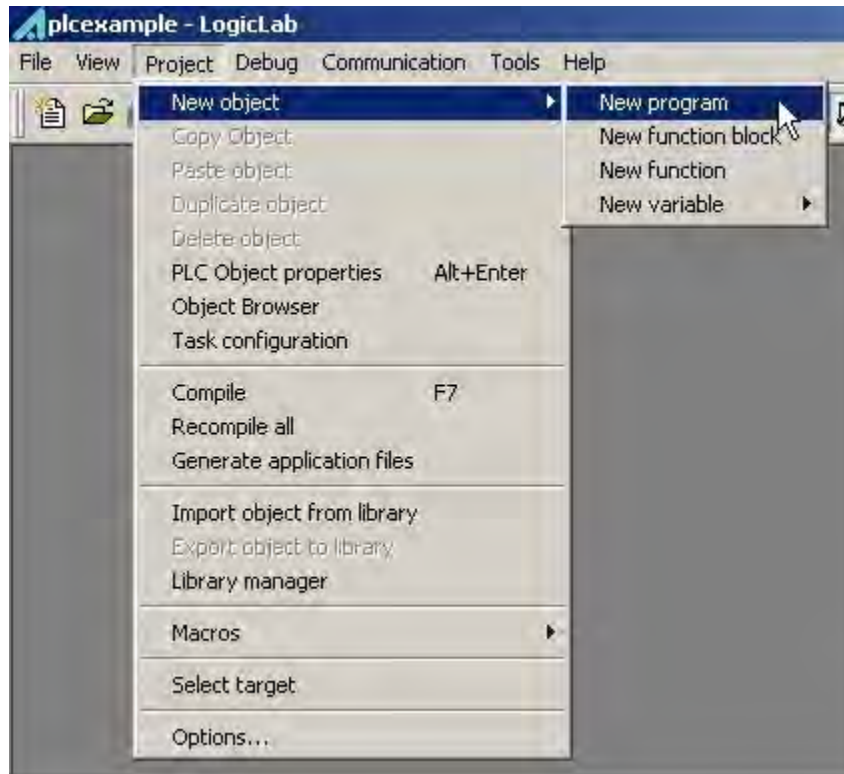 plcexample - LogicLab
File View Project Debug Communication Tools Help
New object
New program
New function block
New function
New variable
Copy Object
Paste object
Duplicate object
Delete object
PLC Object properties Alt+Enter
Object Browser
Task configuration
Compile F7
Recompile all
Generate application files
Import object from library
Export object to library
Library manager
Macros
Select target
Options...